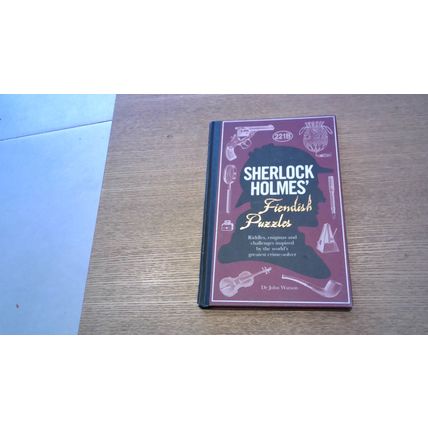 221B
SHERLOCK
HOLMES'
Fiendish
Puzzles
Riddles, enigmas and
challenges inspired
by the world's
greatest crime-solver
Dr John Watson